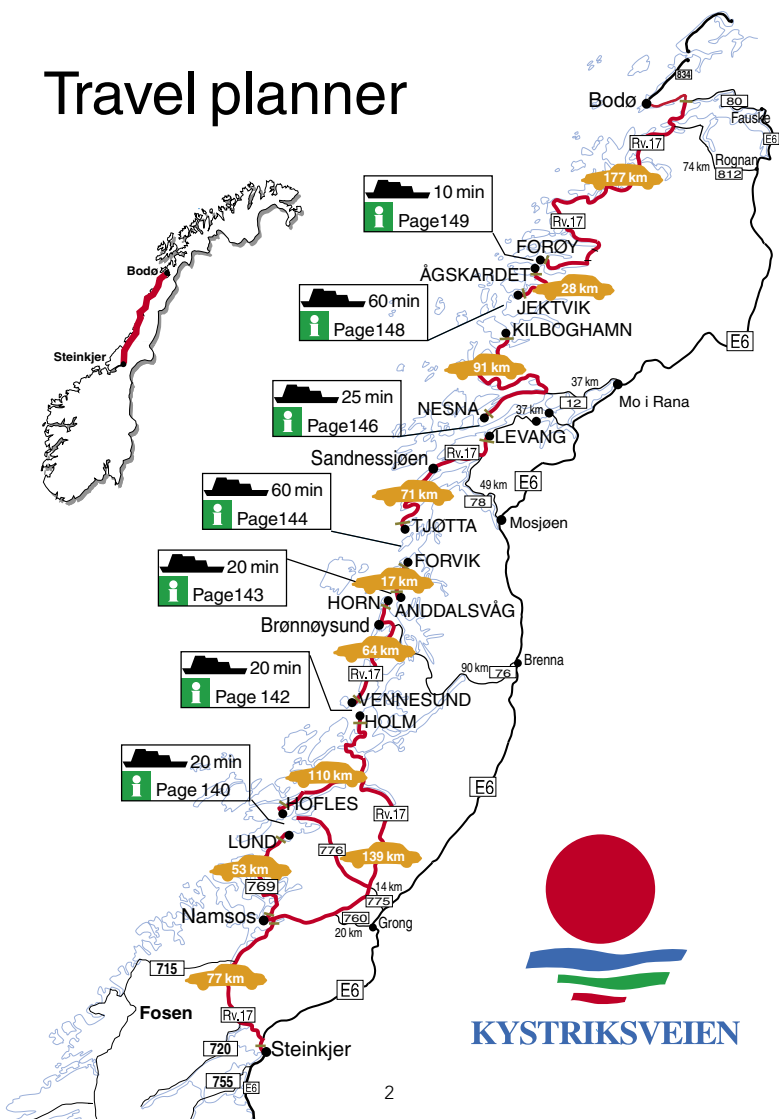 Travel planner
834
Bodø
80
Fauske
E6
Rv.17
Rognan
74 km
812
177 km
10 min
Page149
Rv.17
FORØY
ÅGSKARDET
28 km
60 min
Page148
JEKTVIK
KILBOGHAMN
E6
91 km
37 km
Mo i Rana
12
25 min
Page146
NESNA
37 km
LEVANG
Rv.17
Sandnessjøen
E6
49 km
78
71 km
60 min
Page144
TJØTTA
Mosjøen
FORVIK
20 min
Page143
17 km
HORN
ANDDALSVÅG
Brønnøysund
64 km
Brenna
90 km
76
20 min
Page 142
Rv.17
VENNESUND
HOLM
20 min
Page 140
110 km
E6
HOFLES
Rv.17
LUND
776
139 km
53 km
769
14 km
775
Namsos
760
Grong
20 km
715
77 km
E6
Fosen
Rv.17
720
Steinkjer
755
E6
Bodø
Steinkjer
KYSTRIKSVEIEN
2